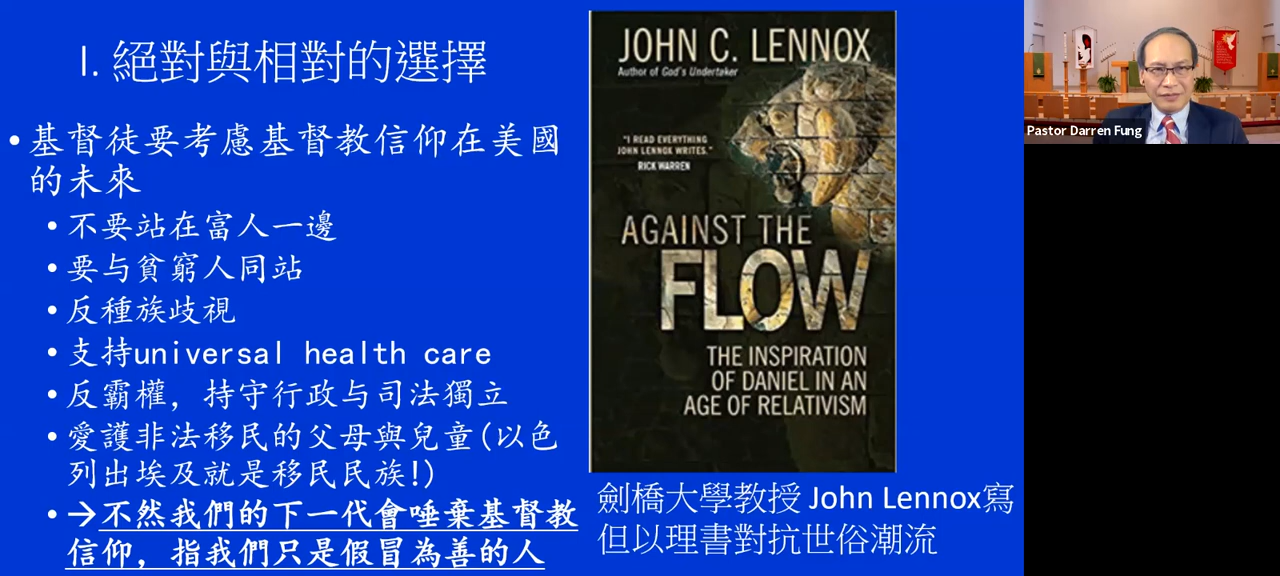 I. 絕對與相對的選擇
• 基督徒要考慮基督教信仰在美國
的未來
• 不要站在富人一邊
• 要与貧窮人同站
• 反種族歧視
• 支持universal health care
• 反霸權，持守行政与司法獨立
• 愛護非法移民的父母與兒童(以色
列出埃及就是移民民族!)
• →不然我們的下一代會唾棄基督教
信仰，指我們只是假冒為善的人
JOHN C. LENNOX
Author of God's Undertaker
"I READ EVERYTHING
JOHN LENNOX WRITES."
RICK WARREN
AGAINST THE
FLOW
THE INSPIRATION
OF DANIEL IN AN
AGE OF RELATIVISM
劍橋大學教授 John Lennox寫
但以理書對抗世俗潮流
Pastor Darren Fung